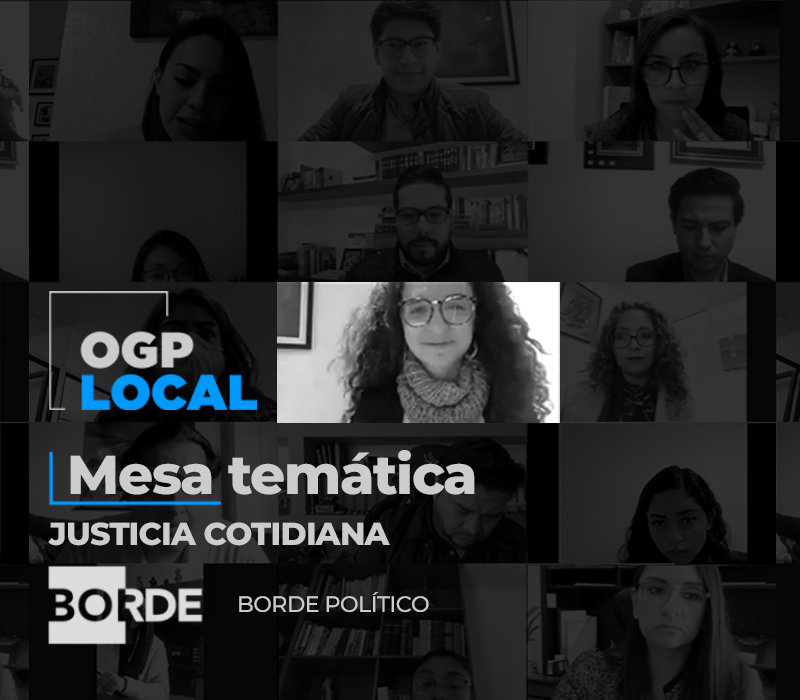 OGP
LOCAL
Mesa temática
JUSTICIA COTIDIANA
BORDE
BORDE POLÍTICO